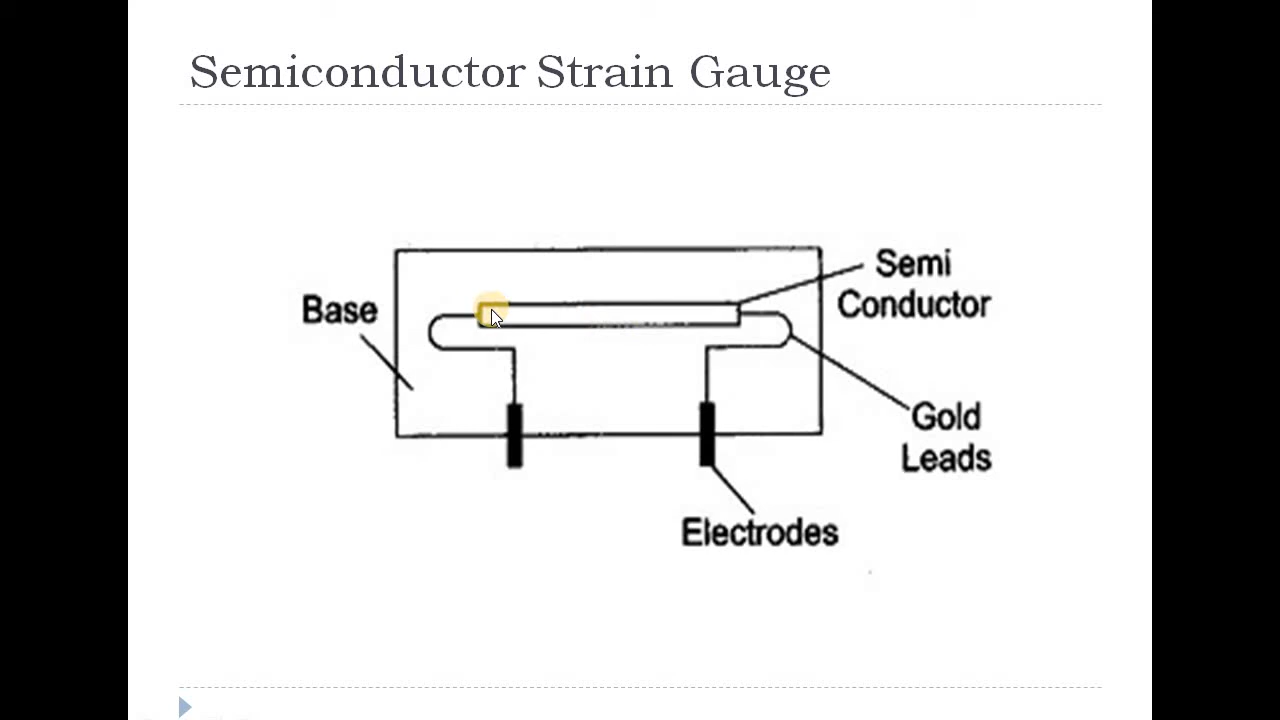 Semiconductor Strain Gauge
Base
Semi
Conductor
Gold
Leads
Electrodes